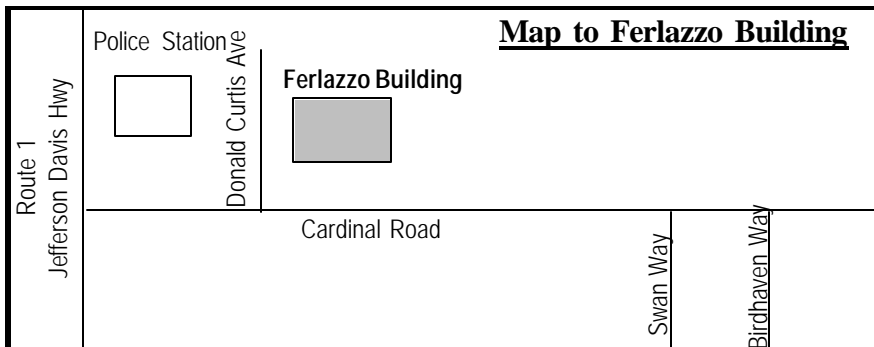 Map to Ferlazzo Building
Police Station
Donald Curtis Ave
Ferlazzo Building
Route 1
Jefferson Davis Hwy
Cardinal Road
Swan Way
Birdhaven Way